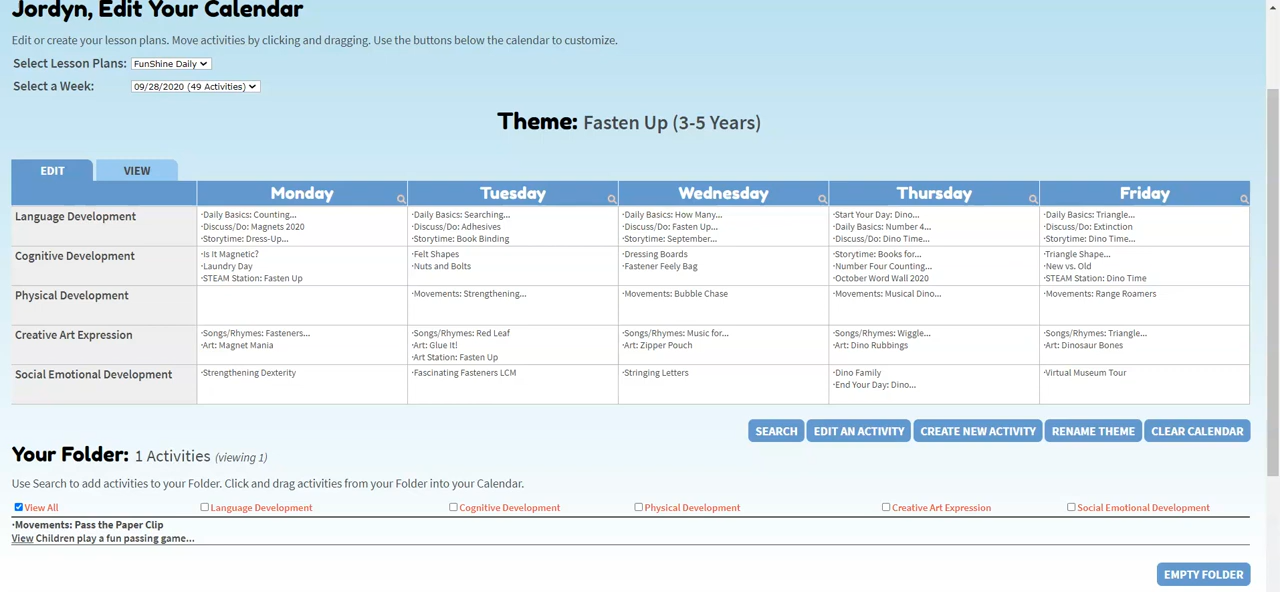 Jordyn, Edit Your Calendar
Edit or create your lesson plans. Move activities by clicking and dragging. Use the buttons below the calendar to customize.
Select Lesson Plans: FunShine Daily
Select a Week: 09/28/2020 (49 Activities)
Theme: Fasten Up (3-5 Years)
EDIT VIEW
Monday Tuesday Wednesday Thursday Friday
Language Development
·Daily Basics: Counting...
·Discuss/Do: Magnets 2020
·Storytime: Dress-Up...
·Daily Basics: Searching...
·Discuss/Do: Adhesives
·Storytime: Book Binding
·Daily Basics: How Many...
·Discuss/Do: Fasten Up...
·Storytime: September...
·Start Your Day: Dino...
·Daily Basics: Number 4...
·Discuss/Do: Dino Time...
·Daily Basics: Triangle...
·Discuss/Do: Extinction
·Storytime: Dino Time...
Cognitive Development
·Is It Magnetic?
·Laundry Day
·STEAM Station: Fasten Up
·Felt Shapes
·Nuts and Bolts
·Dressing Boards
·Fastener Feely Bag
·Storytime: Books for...
·Number Four Counting...
·October Word Wall 2020
·Triangle Shape...
·New vs. Old
·STEAM Station: Dino Time
Physical Development
·Movements: Strengthening...
·Movements: Bubble Chase
·Movements: Musical Dino...
·Movements: Range Roamers
Creative Art Expression
·Songs/Rhymes: Fasteners...
·Art: Magnet Mania
·Songs/Rhymes: Red Leaf
·Art: Glue It!
·Art Station: Fasten Up
·Songs/Rhymes: Music for...
·Art: Zipper Pouch
·Songs/Rhymes: Wiggle...
·Art: Dino Rubbings
·Songs/Rhymes: Triangle...
·Art: Dinosaur Bones
Social Emotional Development
·Strengthening Dexterity
·Fascinating Fasteners LCM
·Stringing Letters
·Dino Family
·End Your Day: Dino...
·Virtual Museum Tour
SEARCH EDIT AN ACTIVITY CREATE NEW ACTIVITY RENAME THEME CLEAR CALENDAR
Your Folder: 1 Activities (viewing 1)
Use Search to add activities to your Folder. Click and drag activities from your Folder into your Calendar.
View All Language Development Cognitive Development Physical Development Creative Art Expression Social Emotional Development
·Movements: Pass the Paper Clip
View Children play a fun passing game...
EMPTY FOLDER